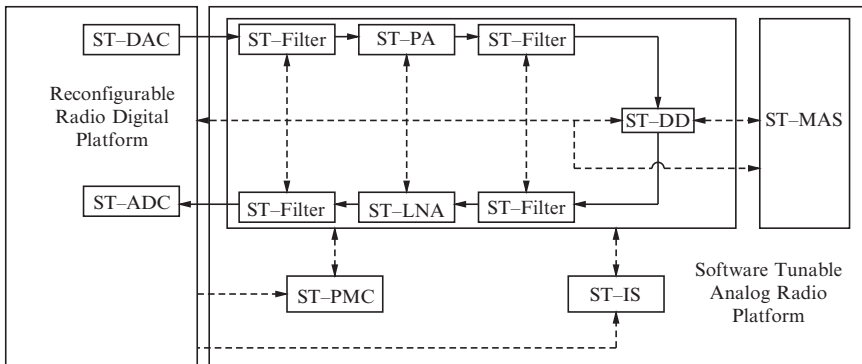 ST–DAC
ST–Filter
ST–PA
ST–Filter
Reconfigurable
Radio Digital
Platform
ST–DD
ST–MAS
ST–ADC
ST–Filter
ST–LNA
ST–Filter
ST–PMC
ST–IS
Software Tunable
Analog Radio
Platform